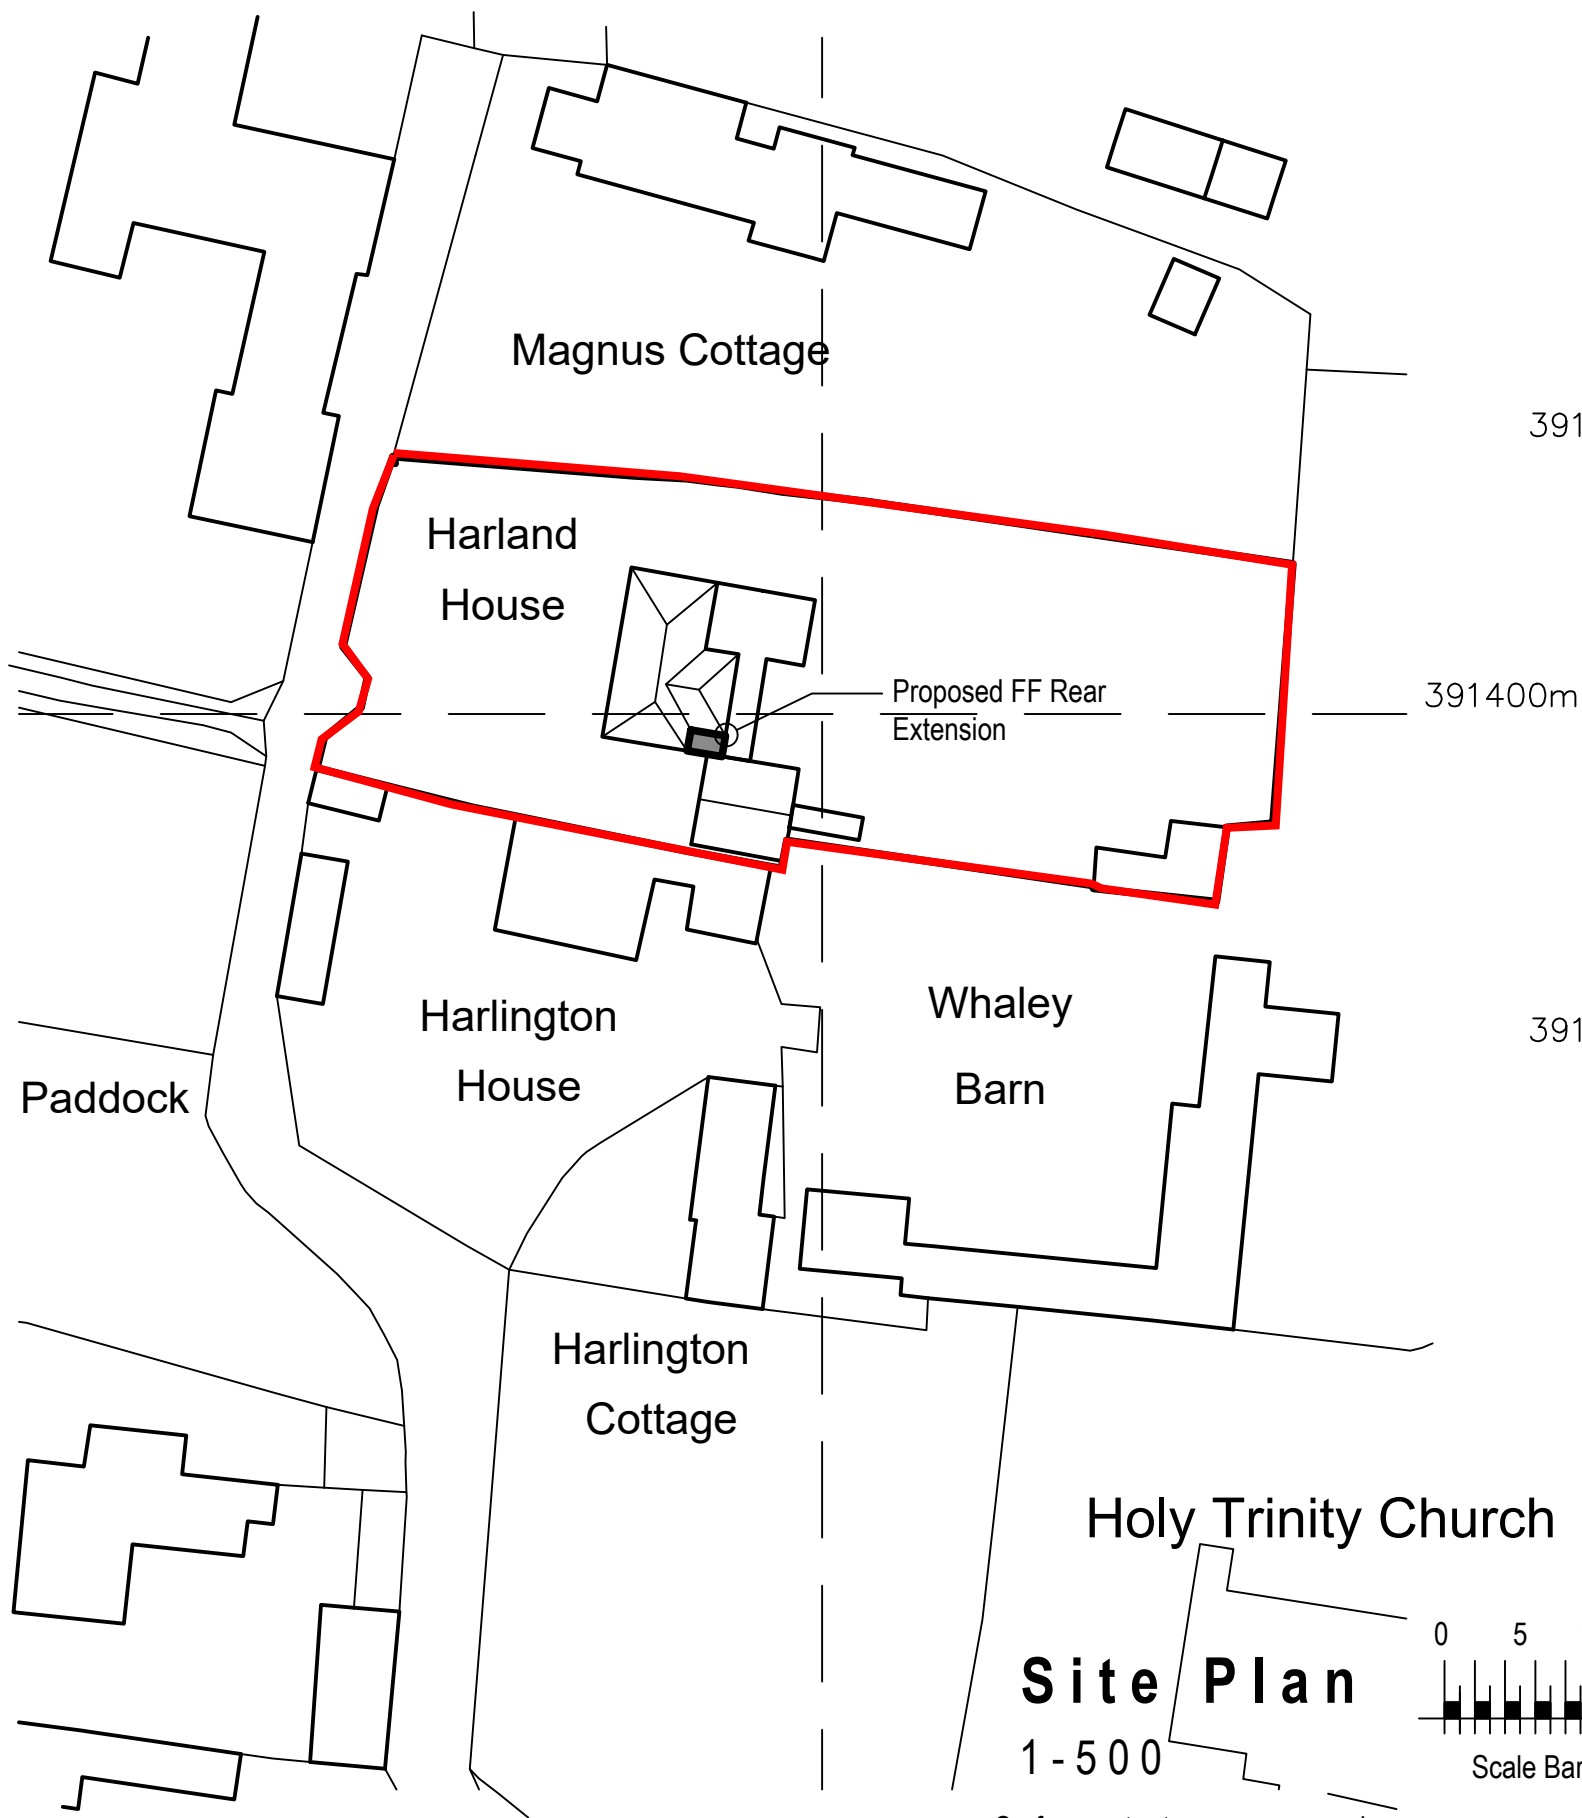 Magnus Cottage
391
Harland
House
Proposed FF Rear
Extension
391400m
Harlington
House
Whaley
Barn
391
Paddock
Harlington
Cottage
Holy Trinity Church
0 5
Site Plan
1-500
Scale Bar